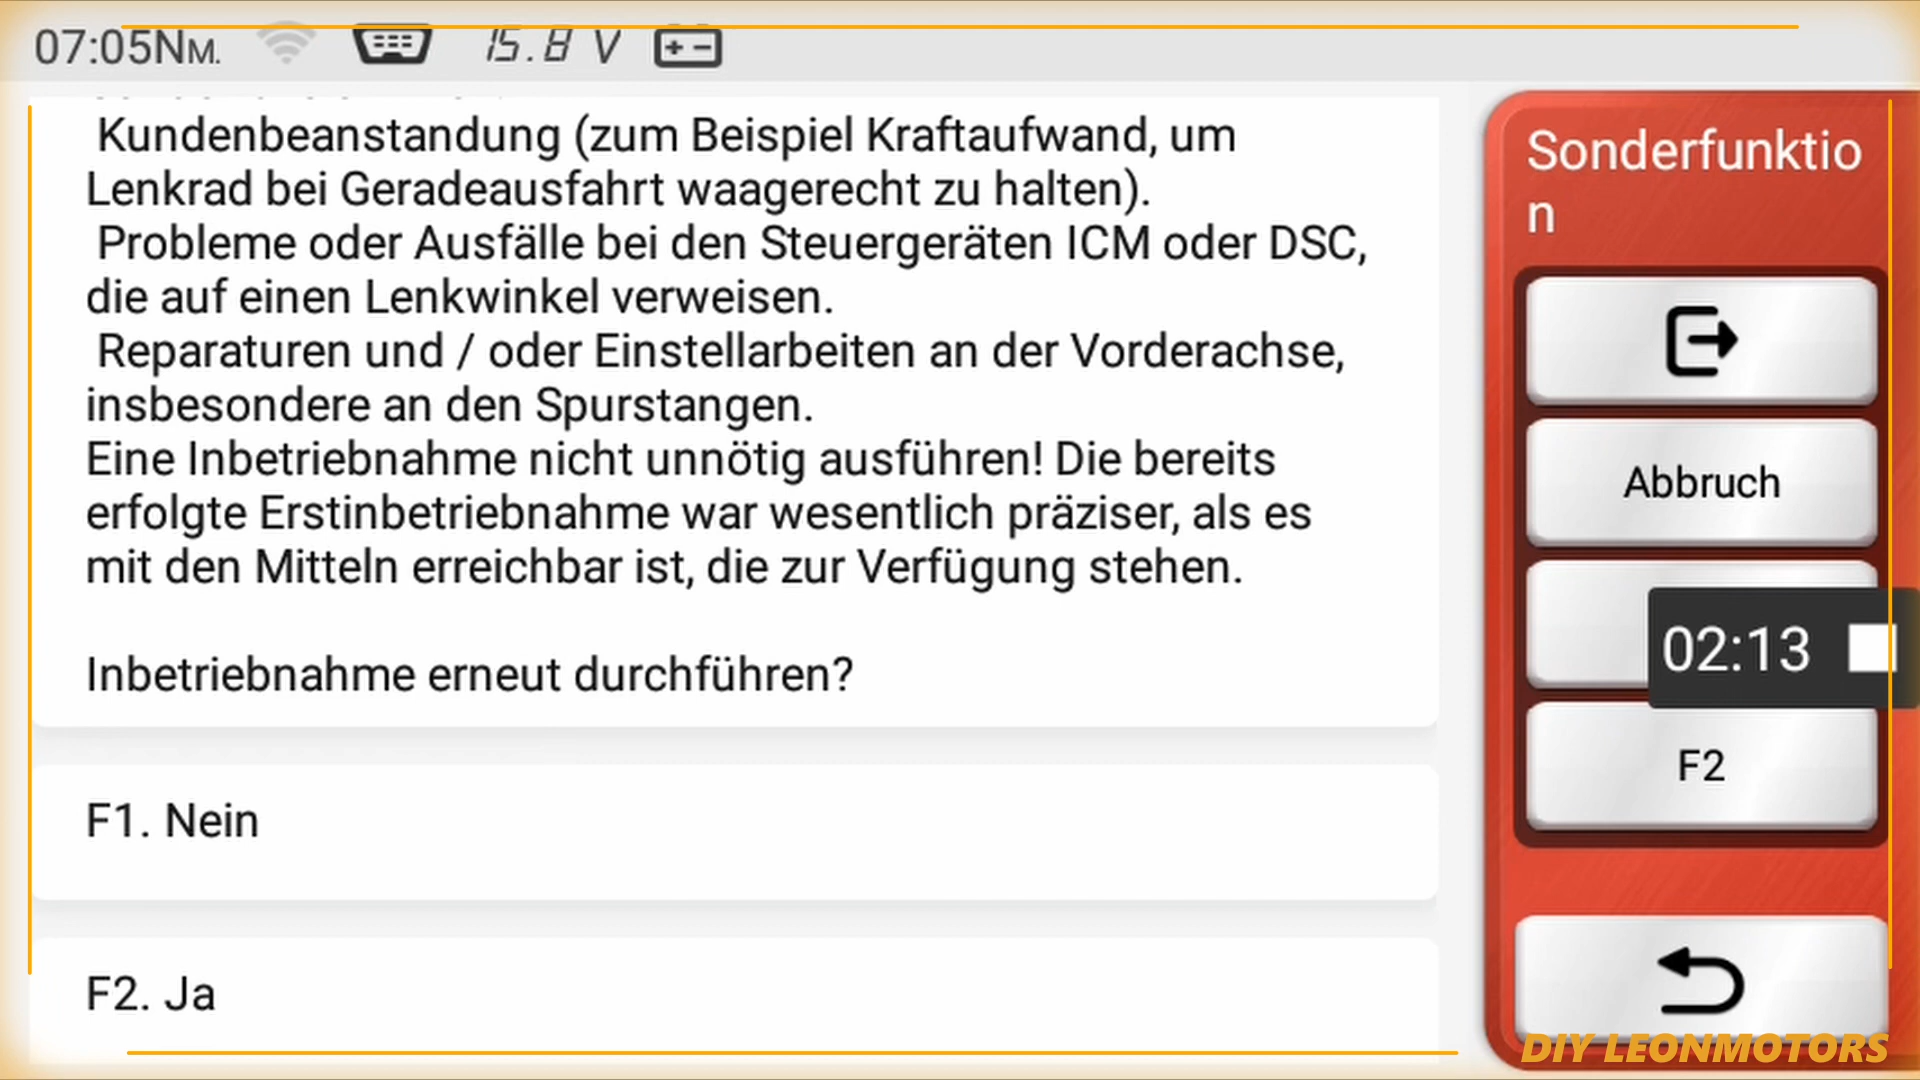 07:05NM.
15.8 V
Kundenbeanstandung (zum Beispiel Kraftaufwand, um
Lenkrad bei Geradeausfahrt waagerecht zu halten).
Probleme oder Ausfälle bei den Steuergeräten ICM oder DSC,
die auf einen Lenkwinkel verweisen.
Reparaturen und / oder Einstellarbeiten an der Vorderachse,
insbesondere an den Spurstangen.
Eine Inbetriebnahme nicht unnötig ausführen! Die bereits
erfolgte Erstinbetriebnahme war wesentlich präziser, als es
mit den Mitteln erreichbar ist, die zur Verfügung stehen.
Inbetriebnahme erneut durchführen?
F1. Nein
F2. Ja
Sonderfunktio
n
Abbruch
02:13
F2
DIY LEONMOTORS